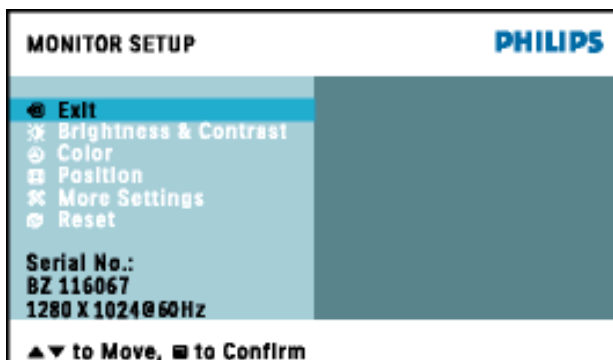 MONITOR SETUP
PHILIPS
Exit
Brightness & Contrast
Color
Position
More Settings
Reset
Serial No.:
BZ 116067
1280 X 1024@60Hz
▲▼ to Move, to Confirm